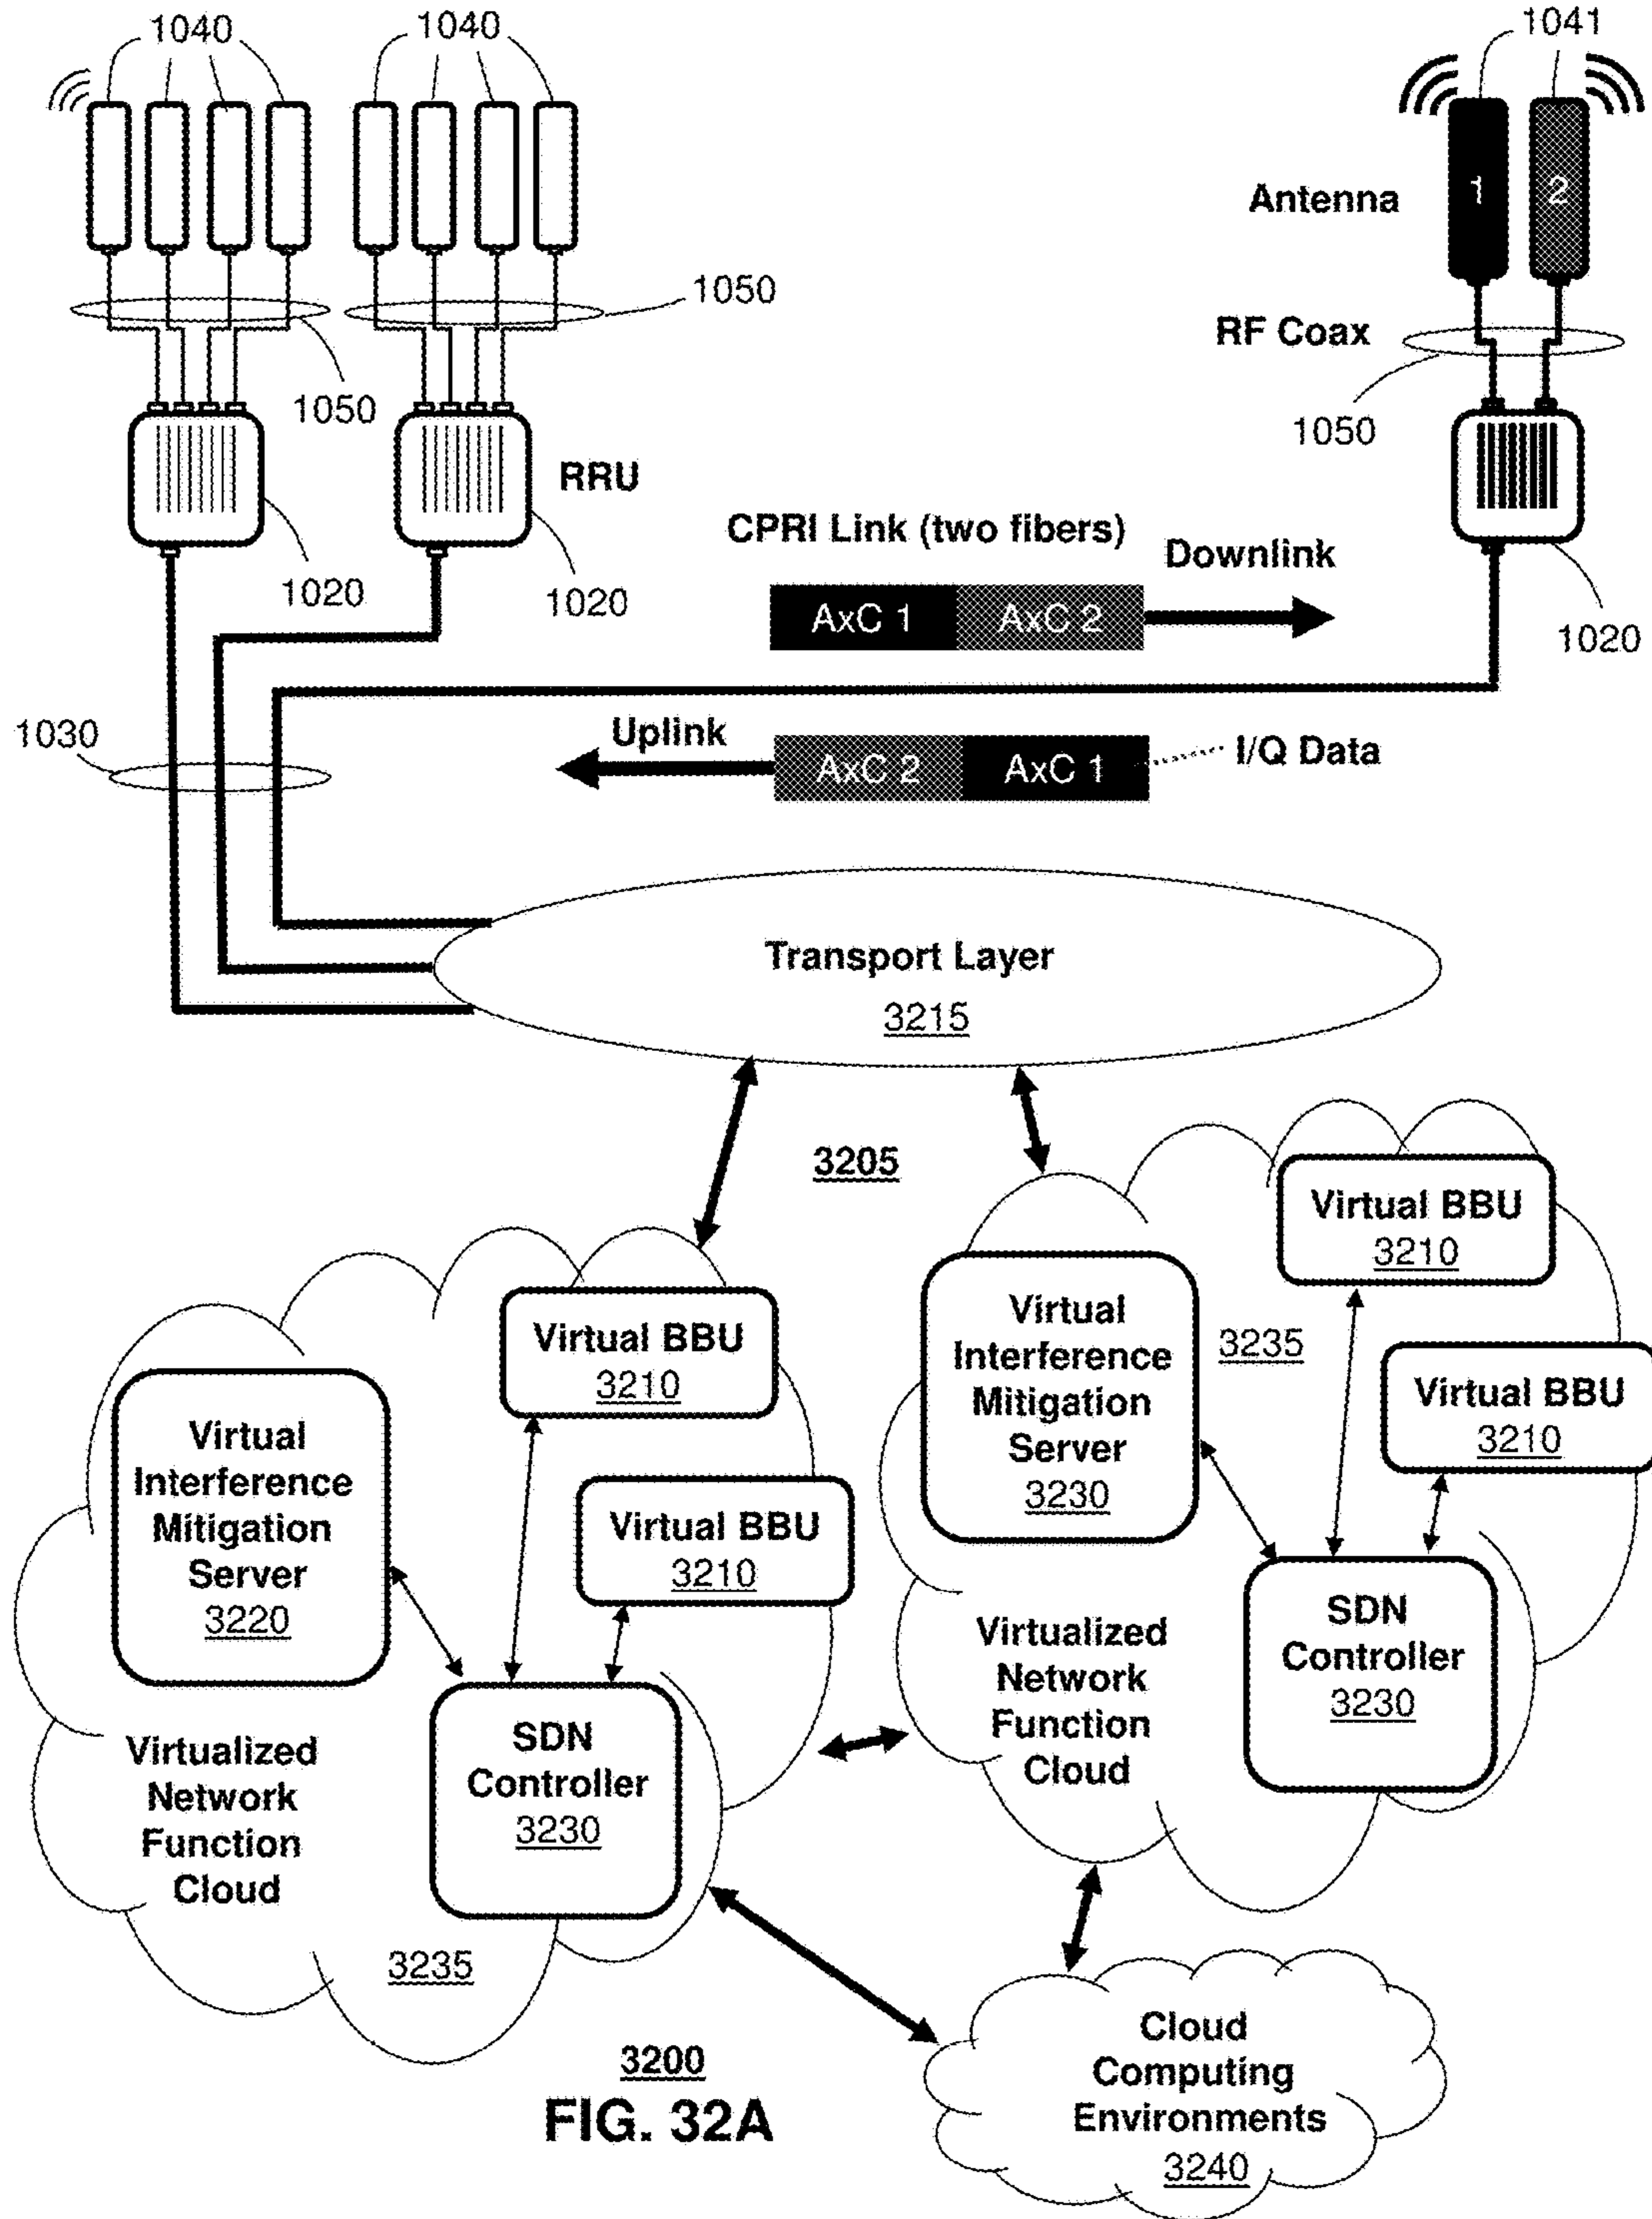 1040
1040
1041
1
2
Antenna
1050
RF Coax
1050
1050
RRU
CPRI Link (two fibers)
Downlink
1020
1020
AxC 1
AxC 2
1020
1030
Uplink
AxC 2
AxC 1
I/Q Data
Transport Layer
3215
3205
Virtual BBU
3210
Virtual
Interference
Mitigation
Server
3230
3235
Virtual BBU
3210
SDN
Controller
3230
Virtualized
Network
Function
Cloud
Virtual BBU
3210
Virtual
Interference
Mitigation
Server
3220
Virtual BBU
3210
SDN
Controller
3230
Virtualized
Network
Function
Cloud
3235
Cloud
Computing
Environments
3240
3200
FIG. 32A